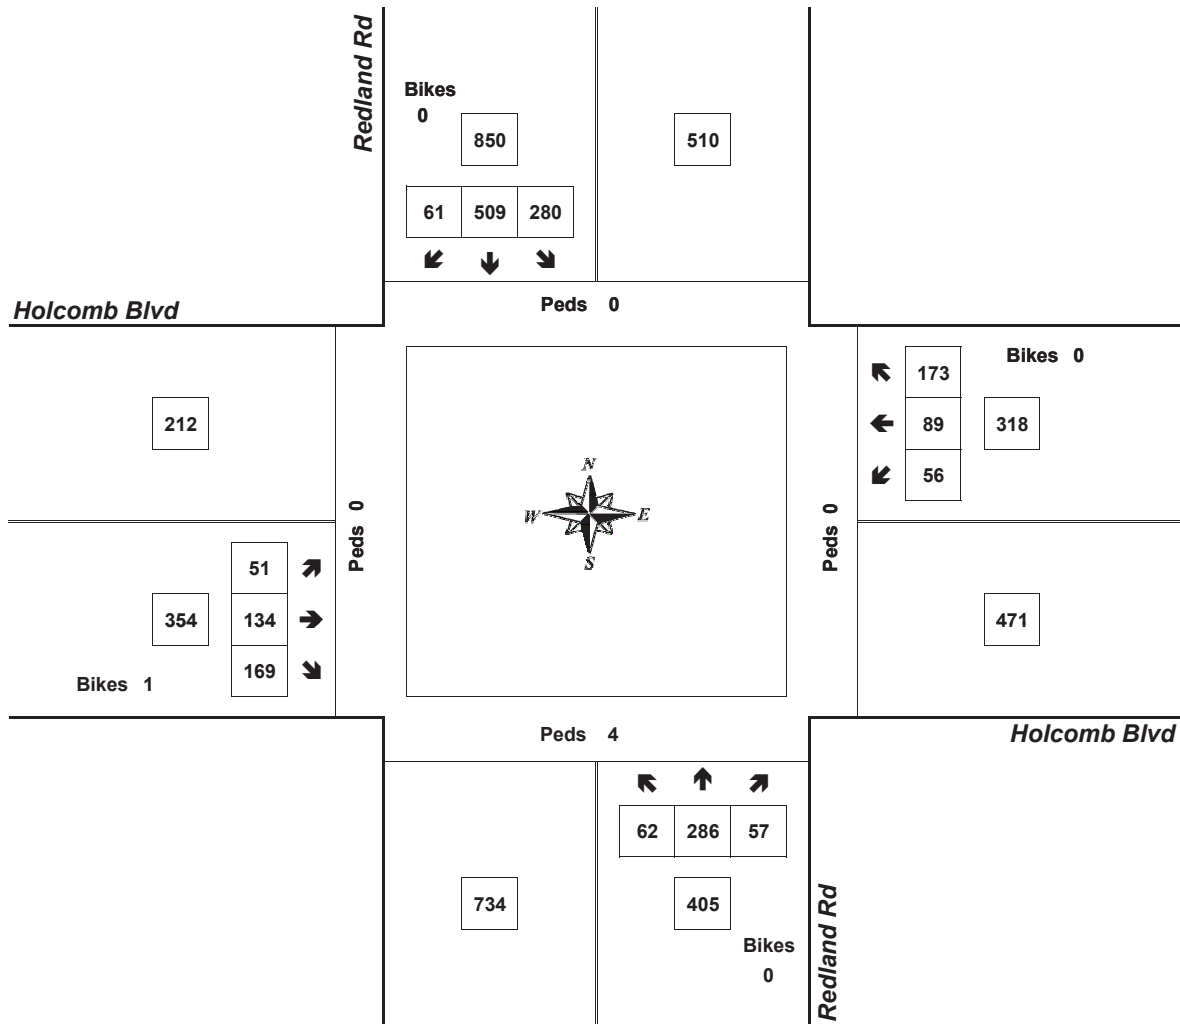 Redland Rd
Bikes
0
850
510
61 509 280
Peds 0
Holcomb Blvd
Bikes 0
173
212
89
318
56
N
W E
S
Peds 0
Peds 0
51
354
134
471
169
Bikes 1
Peds 4
Holcomb Blvd
62 286 57
734
405
Bikes
0
Redland Rd